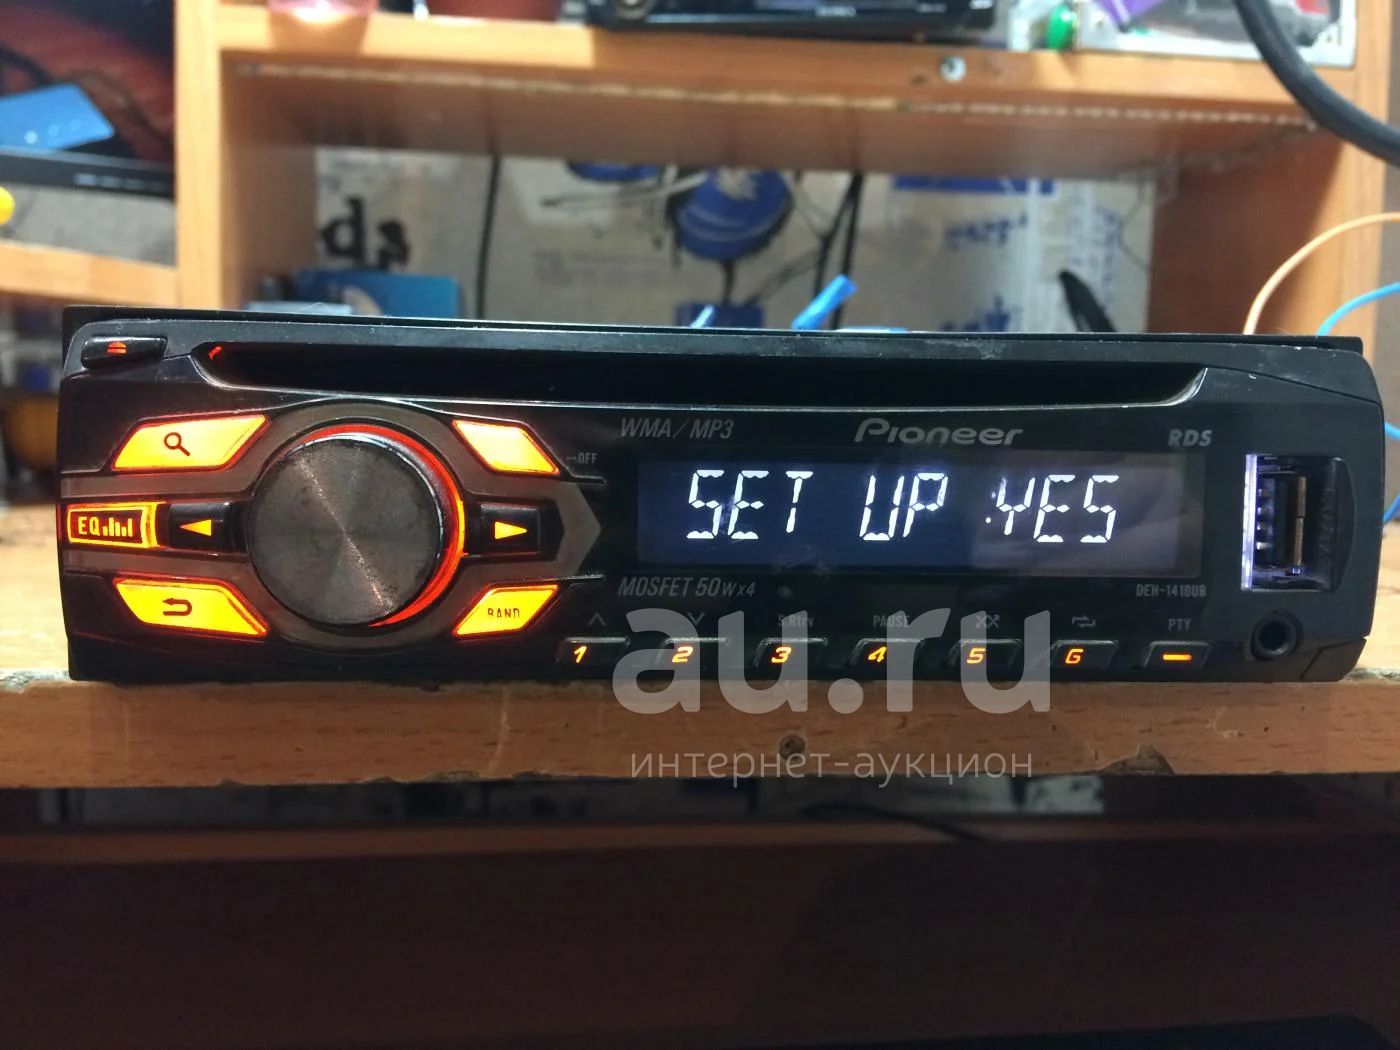 WMA/MP3
Pioneer
RDS
OFF
SET UP YES
EQ
MOSFET 50Wx4
DEH-1410UB
BAND
S.Rtrv
PAUSE
PTY
1 2 3 4 5 6
au.ru
интернет-аукцион